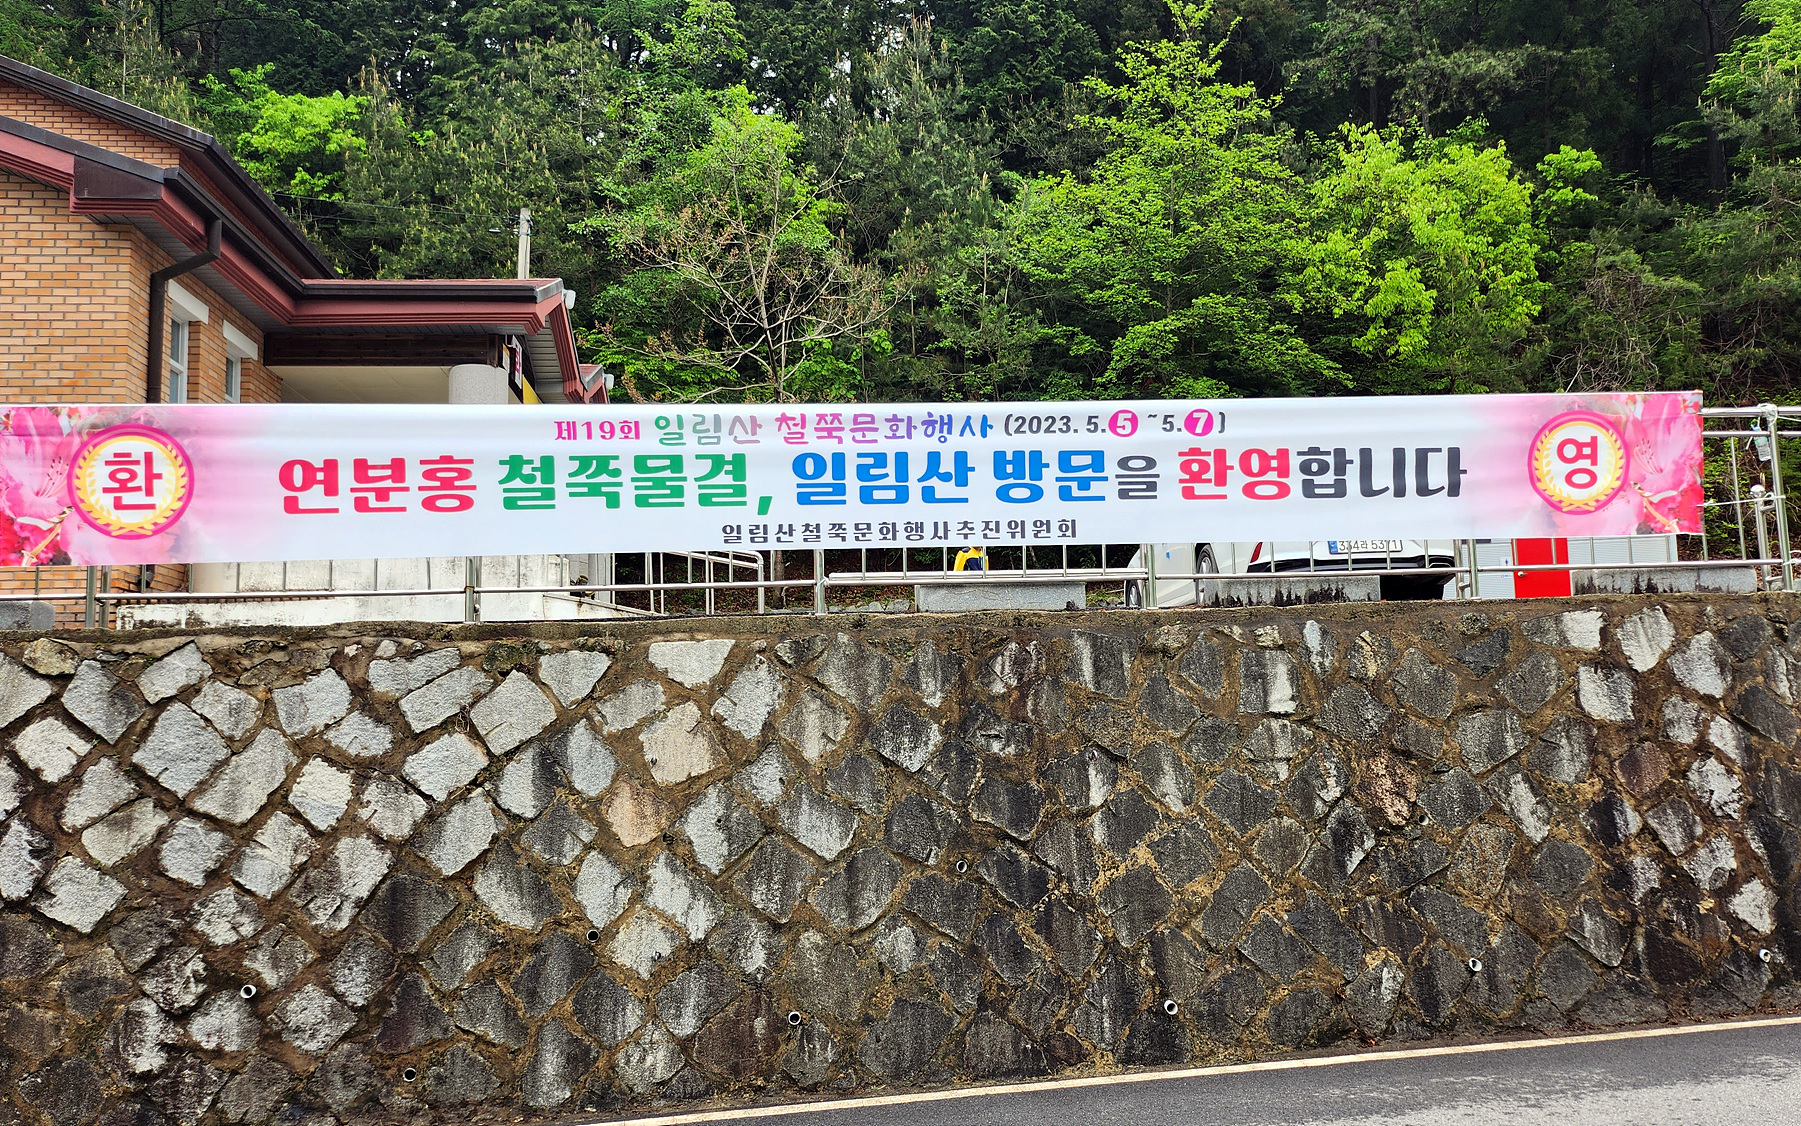 제19회 일림산 철쭉문화행사 (2023. 5.5 ~ 5.7)
환 연분홍 철쭉물결, 일림산 방문을 환영합니다 영
일림산철쭉문화행사추진위원회